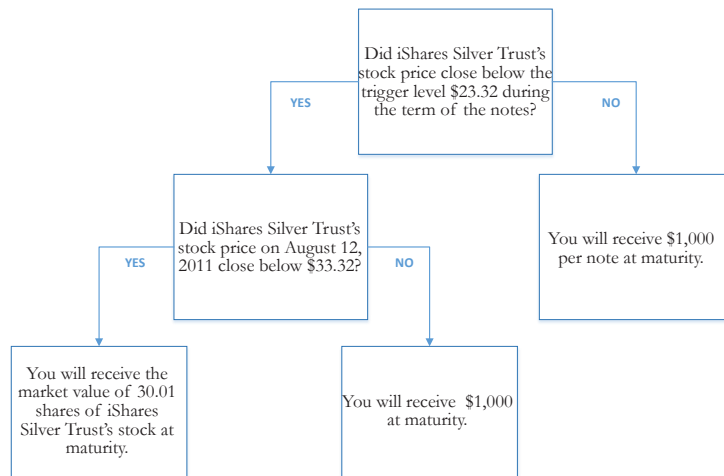 Did iShares Silver Trust's
stock price close below the
trigger level $23.32 during
the term of the notes?
YES
NO
Did iShares Silver Trust's
stock price on August 12,
2011 close below $33.32?
You will receive $1,000
per note at maturity.
YES
NO
You will receive the
market value of 30.01
shares of iShares
Silver Trust's stock at
maturity.
You will receive $1,000
at maturity.